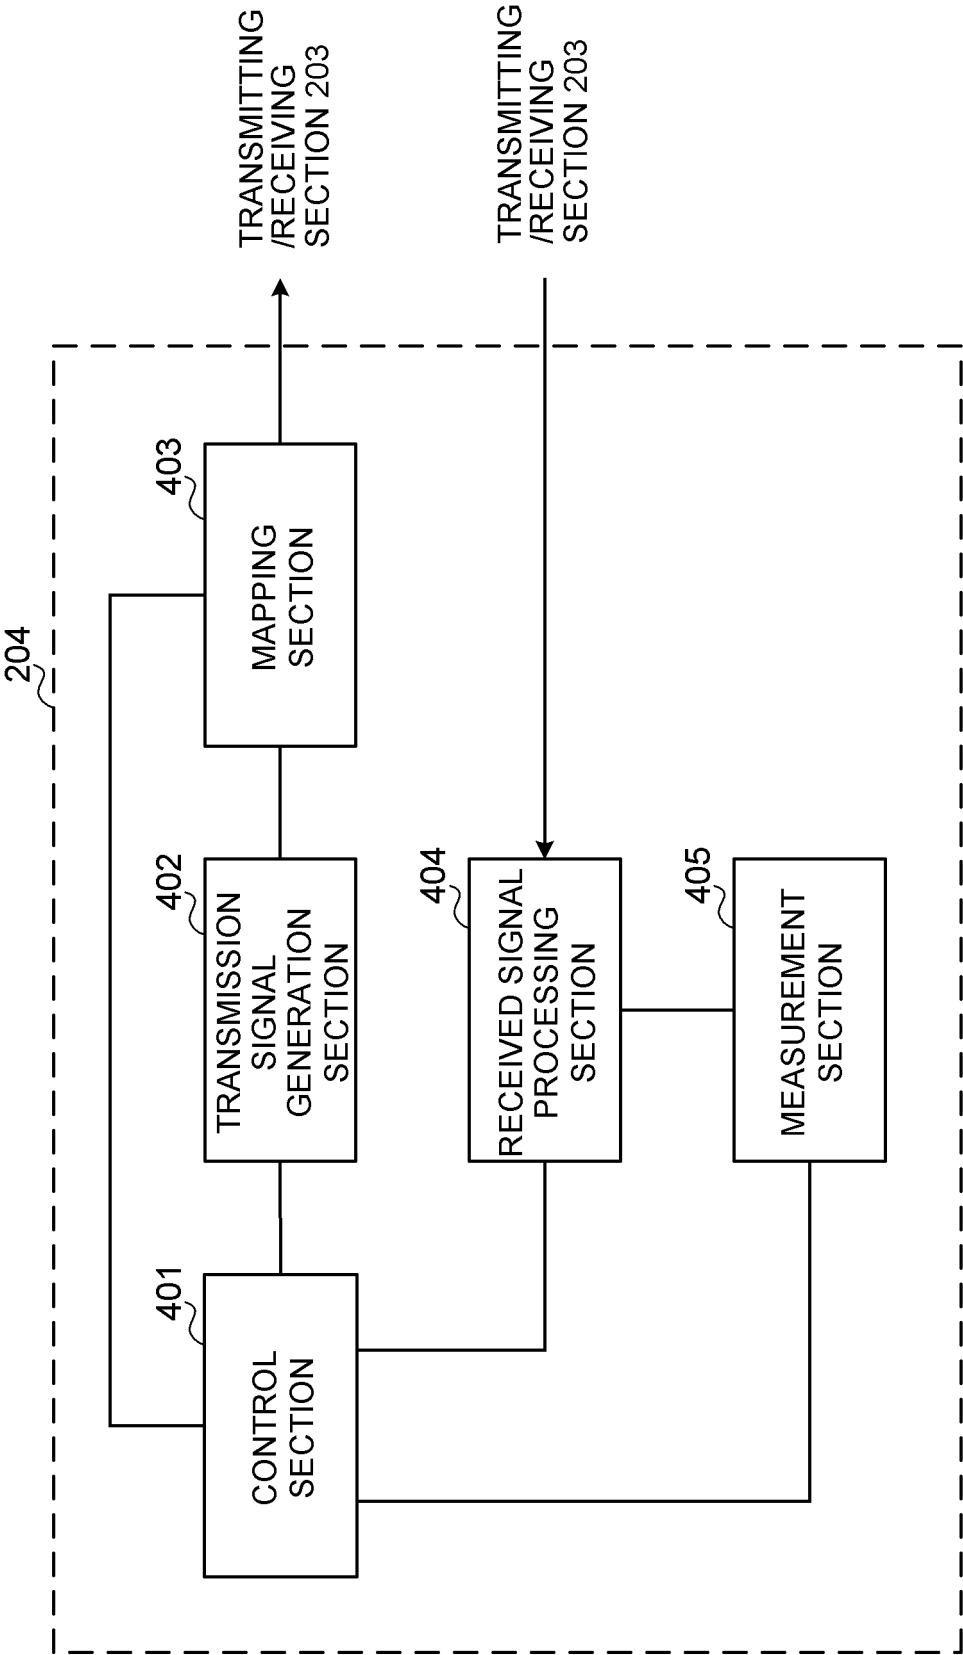 204
401
CONTROL
SECTION
402
TRANSMISSION
SIGNAL
GENERATION
SECTION
403
MAPPING
SECTION
TRANSMITTING
/RECEIVING
SECTION 203
404
RECEIVED SIGNAL
PROCESSING
SECTION
TRANSMITTING
/RECEIVING
SECTION 203
405
MEASUREMENT
SECTION